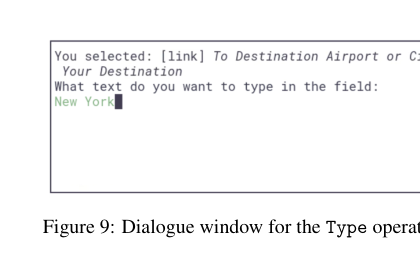 You selected: [link] To Destination Airport or
Your Destination
What text do you want to type in the field:
New York
Figure 9: Dialogue window for the Type